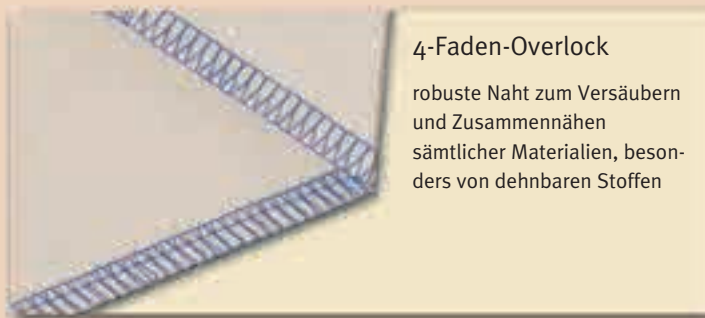 4-Faden-Overlock
robuste Naht zum Versäubern
und Zusammennähen
sämtlicher Materialien, beson-
ders von dehnbaren Stoffen